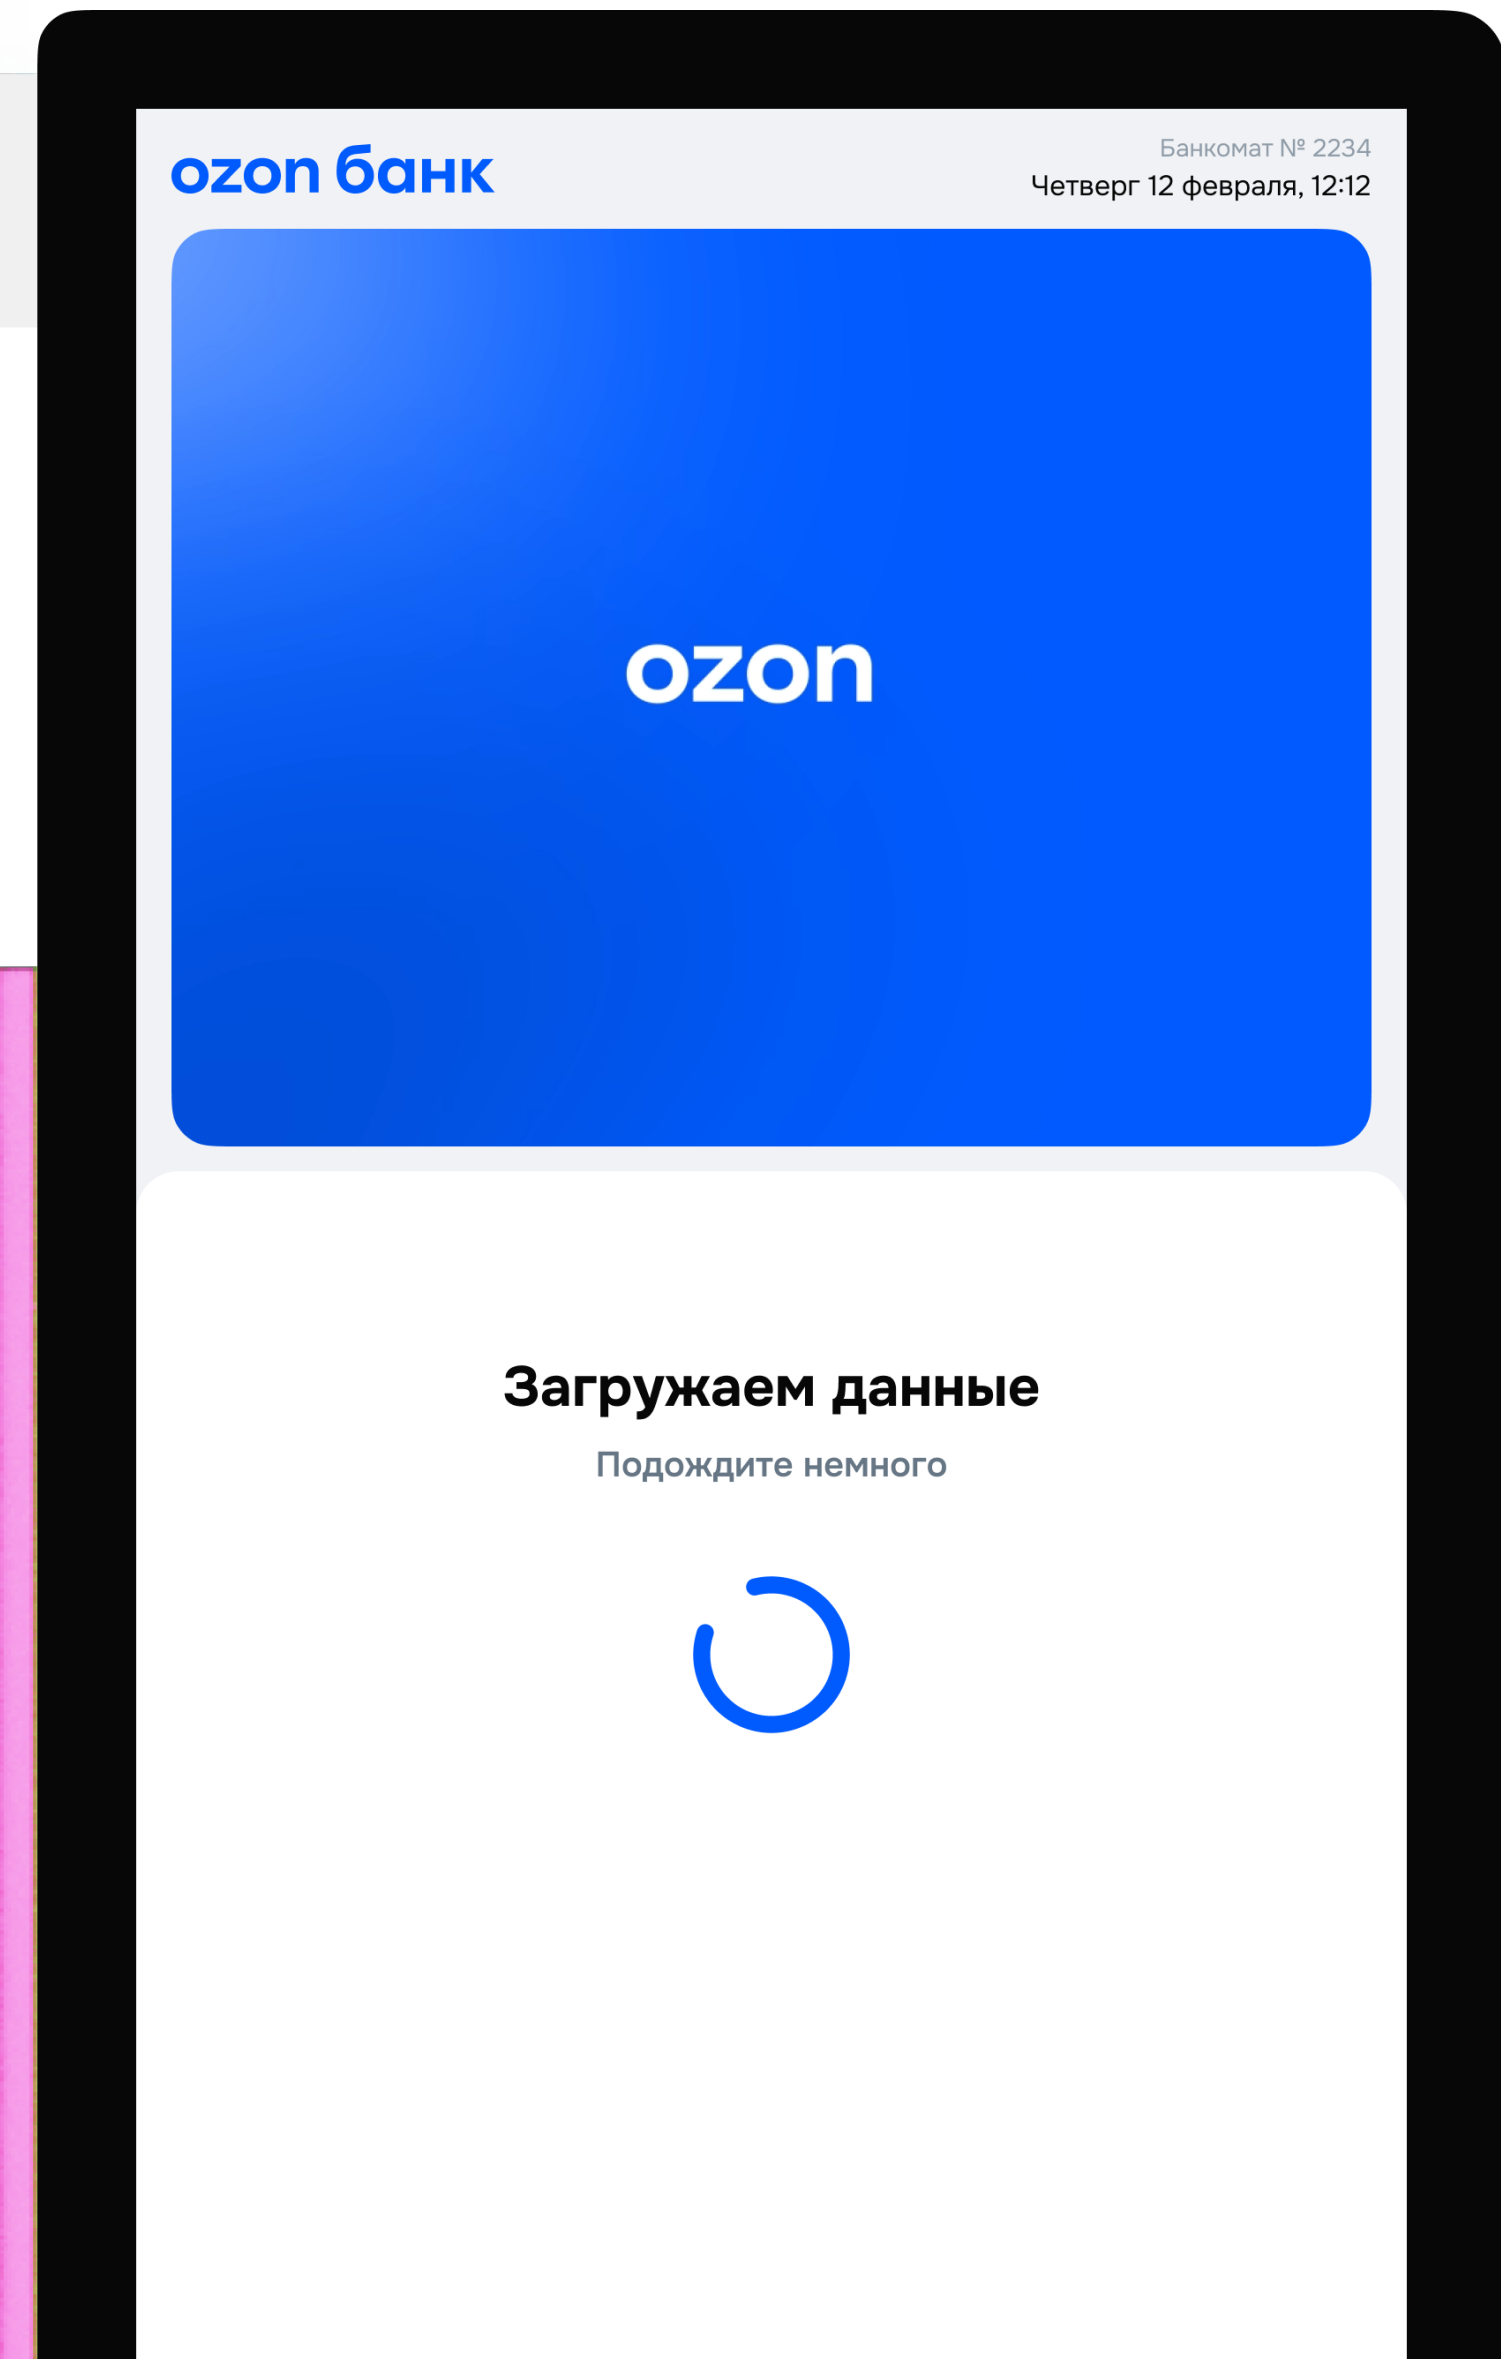 ozon банк
Банкомат № 2234
Четверг 12 февраля, 12:12
ozon
Загружаем данные
Подождите немного